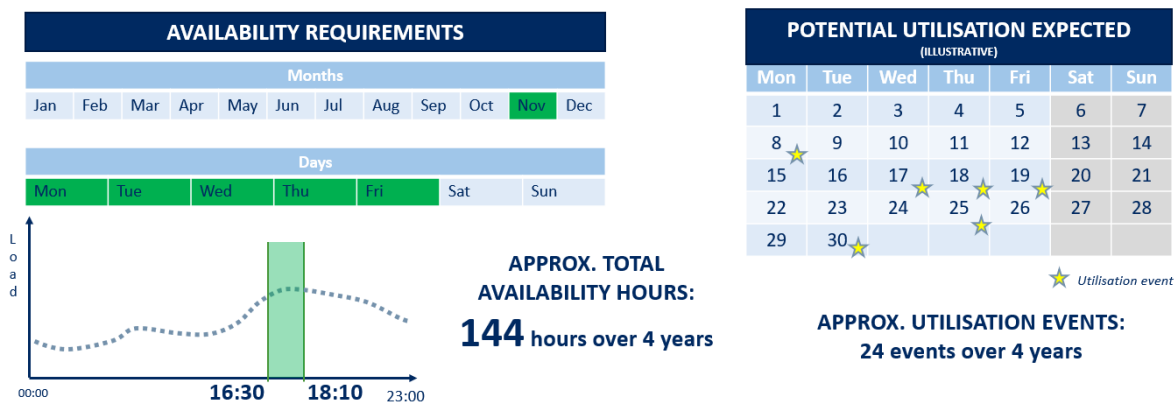 AVAILABILITY REQUIREMENTS
Months
Jan Feb Mar Apr May Jun Jul Aug Sep Oct Nov Dec
Days
Mon Tue Wed Thu Fri Sat Sun
Load
00:00 16:30 18:10 23:00
APPROX. TOTAL
AVAILABILITY HOURS:
144 hours over 4 years
POTENTIAL UTILISATION EXPECTED
(ILLUSTRATIVE)
Mon Tue Wed Thu Fri Sat Sun
1 2 3 4 5 6 7
8 9 10 11 12 13 14
15 16 17 18 19 20 21
22 23 24 25 26 27 28
29 30
Utilisation event
APPROX. UTILISATION EVENTS:
24 events over 4 years